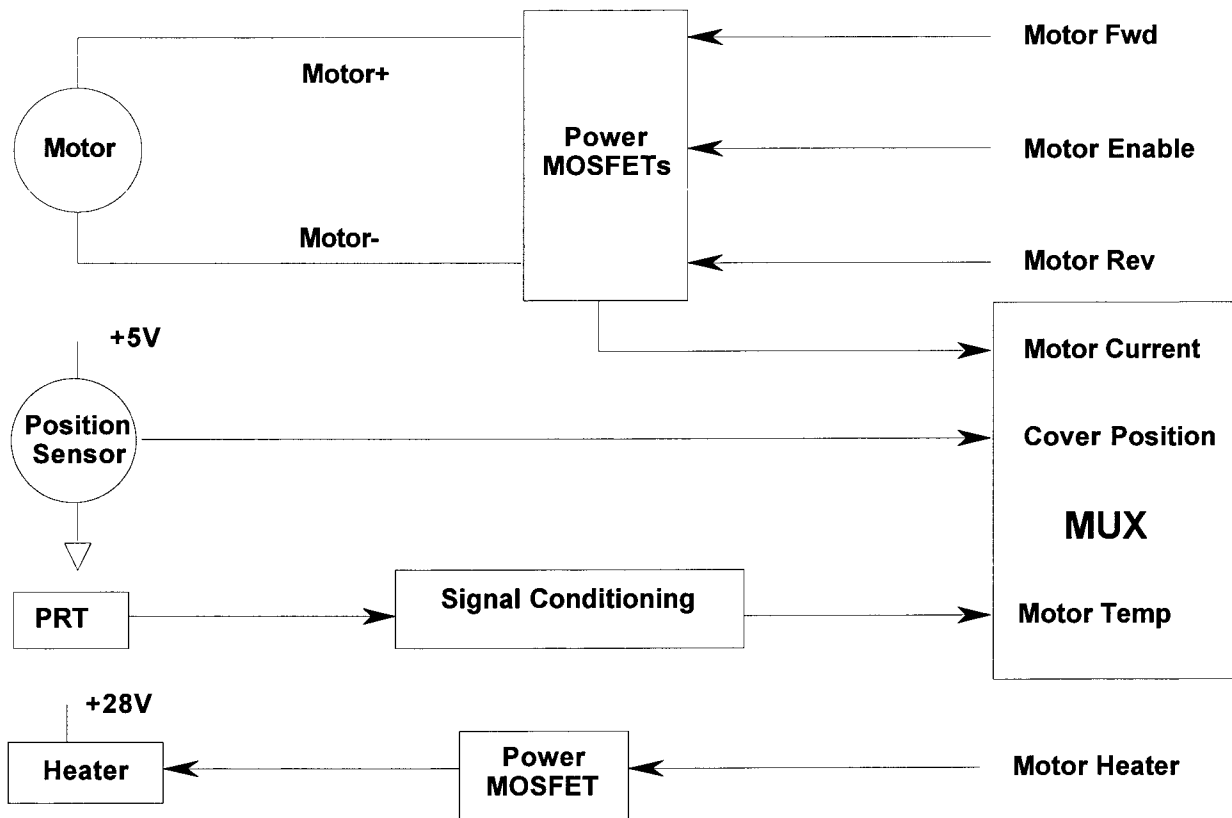 Motor Fwd
Motor+
Motor
Power
MOSFETs
Motor Enable
Motor-
Motor Rev
+5V
Motor Current
Position
Sensor
Cover Position
MUX
PRT
Signal Conditioning
Motor Temp
+28V
Heater
Power
MOSFET
Motor Heater